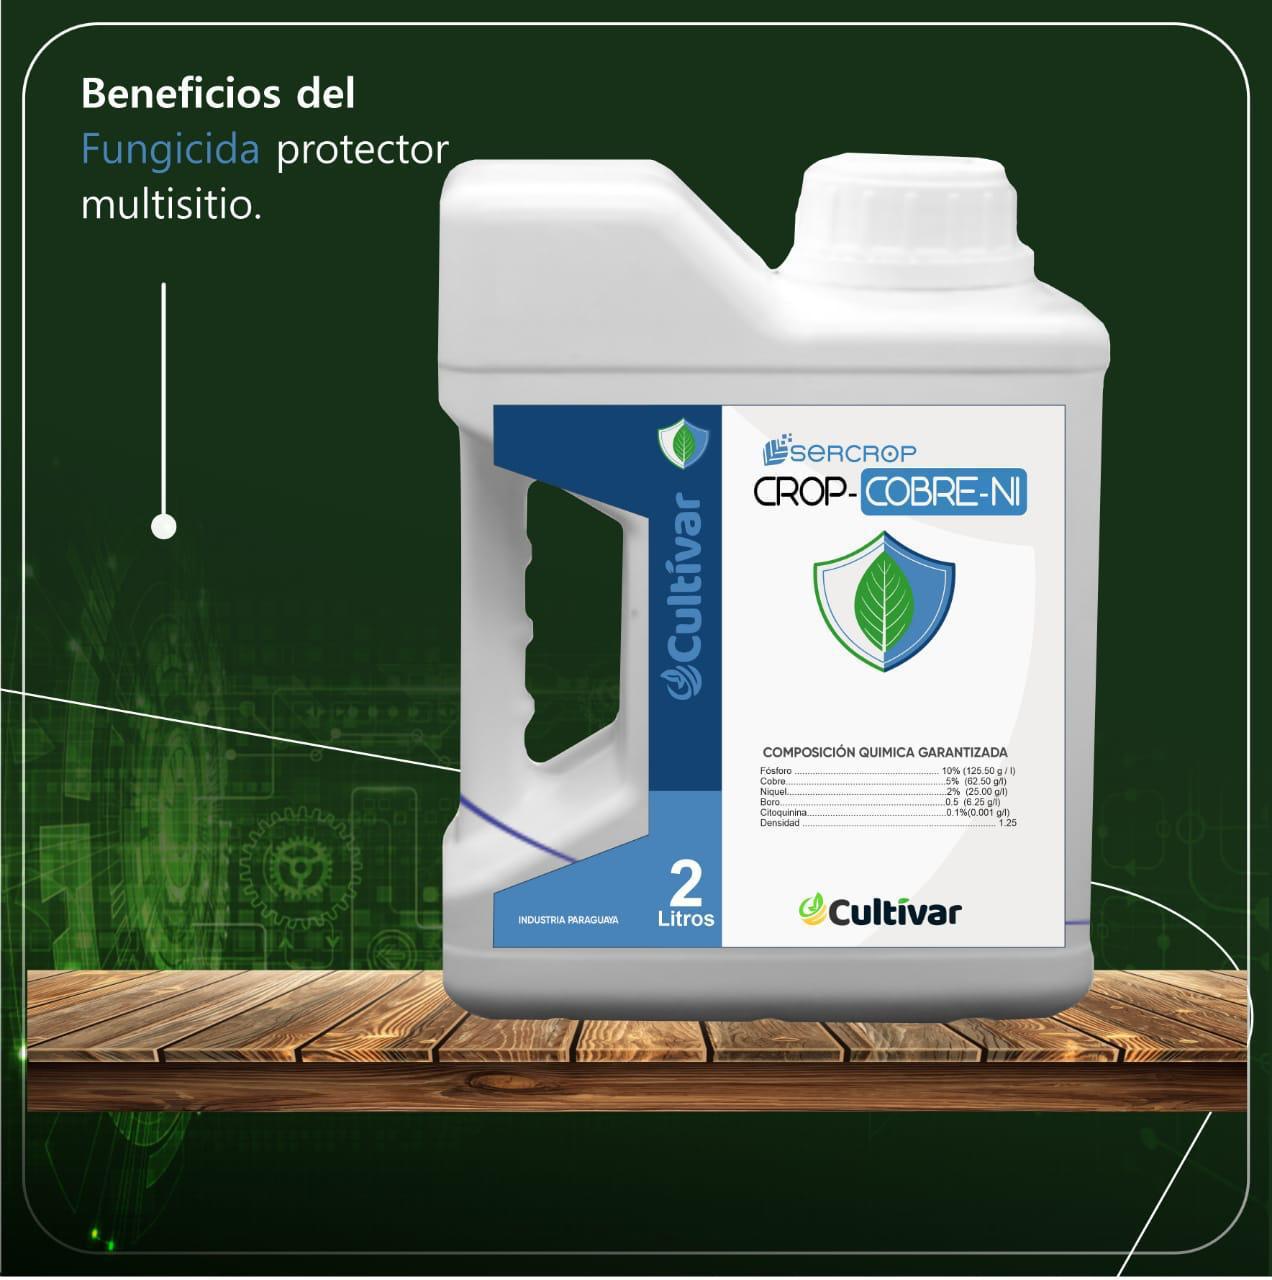 Beneficios del
Fungicida protector
multisitio.
SERCROP
CROP-COBRE-NI
Cultívar
COMPOSICIÓN QUIMICA GARANTIZADA
Fósforo ........................................................ 10% (125.50 g / l)
Cobre..............................................................5% (62.50 g/l)
Niquel..............................................................2% (25.00 g/l)
Boro................................................................0.5 (6.25 g/l)
Citoquinina......................................................0.1%(0.001 g/l)
Densidad ........................................................................ 1.25
2
Litros
INDUSTRIA PARAGUAYA
Cultívar